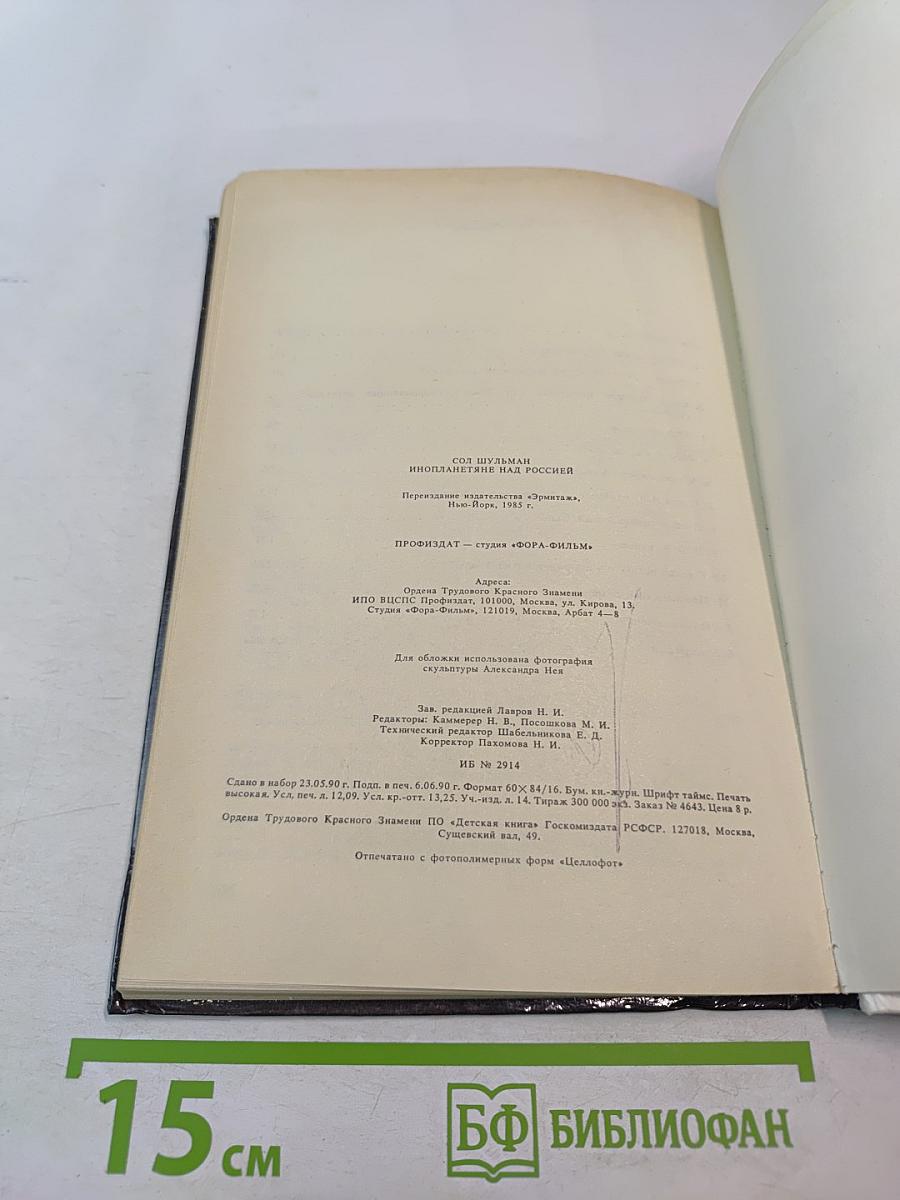 СОЛ ШУЛЬМАН
ИНОПЛАНЕТЯНЕ НАД РОССИЕЙ
Переиздание издательства «Эрмитаж»,
Нью-Йорк, 1985 г.
ПРОФИЗДАТ — студия «ФОРА-ФИЛЬМ»
Адреса:
Ордена Трудового Красного Знамени
ИПО ВЦСПС Профиздат, 101000, Москва, ул. Кирова, 13.
Студия «Фора-Фильм», 121019, Москва, Арбат 4—8
Для обложки использована фотография
скульптуры Александра Нея
Зав. редакцией Лавров Н. И.
Редакторы: Каммерер Н. В., Посошкова М. И.
Технический редактор Шабельникова Е. Д.
Корректор Пахомова Н. И.
ИБ № 2914
Сдано в набор 23.05.90 г. Подп. в печ. 6.06.90 г. Формат 60×84/16. Бум. кн.-журн. Шрифт таймс. Печать
высокая. Усл. печ. л. 12,09. Усл. кр.-отт. 13,25. Уч.-изд. л. 14. Тираж 300 000 экз. Заказ № 4643. Цена 8 р.
Ордена Трудового Красного Знамени ПО «Детская книга» Госкомиздата РСФСР. 127018, Москва,
Сущевский вал, 49.
Отпечатано с фотополимерных форм «Целлофот»
15 см
БФ БИБЛИОФАН